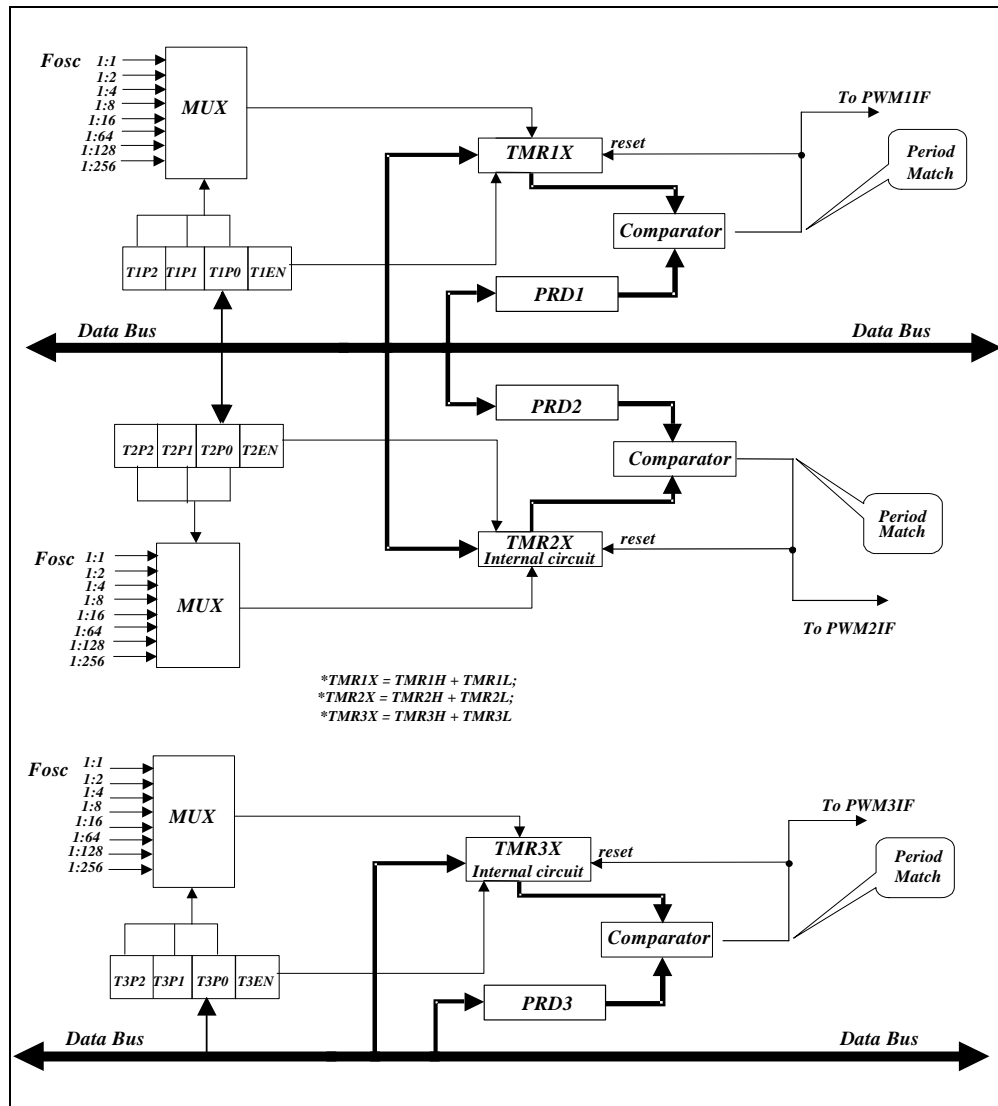 Fosc
1:1
1:2
1:4
1:8
1:16
1:64
1:128
1:256
MUX
To PWM1IF
TMR1X
reset
Period
Match
Comparator
T1P2 T1P1 T1P0 T1EN
PRD1
Data Bus
Data Bus
PRD2
T2P2 T2P1 T2P0 T2EN
Comparator
Period
Match
TMR2X
Internal circuit
reset
Fosc
1:1
1:2
1:4
1:8
1:16
1:64
1:128
1:256
MUX
To PWM2IF
*TMR1X = TMR1H + TMR1L;
*TMR2X = TMR2H + TMR2L;
*TMR3X = TMR3H + TMR3L
Fosc
1:1
1:2
1:4
1:8
1:16
1:64
1:128
1:256
MUX
To PWM3IF
TMR3X
Internal circuit
reset
Period
Match
Comparator
T3P2 T3P1 T3P0 T3EN
PRD3
Data Bus
Data Bus